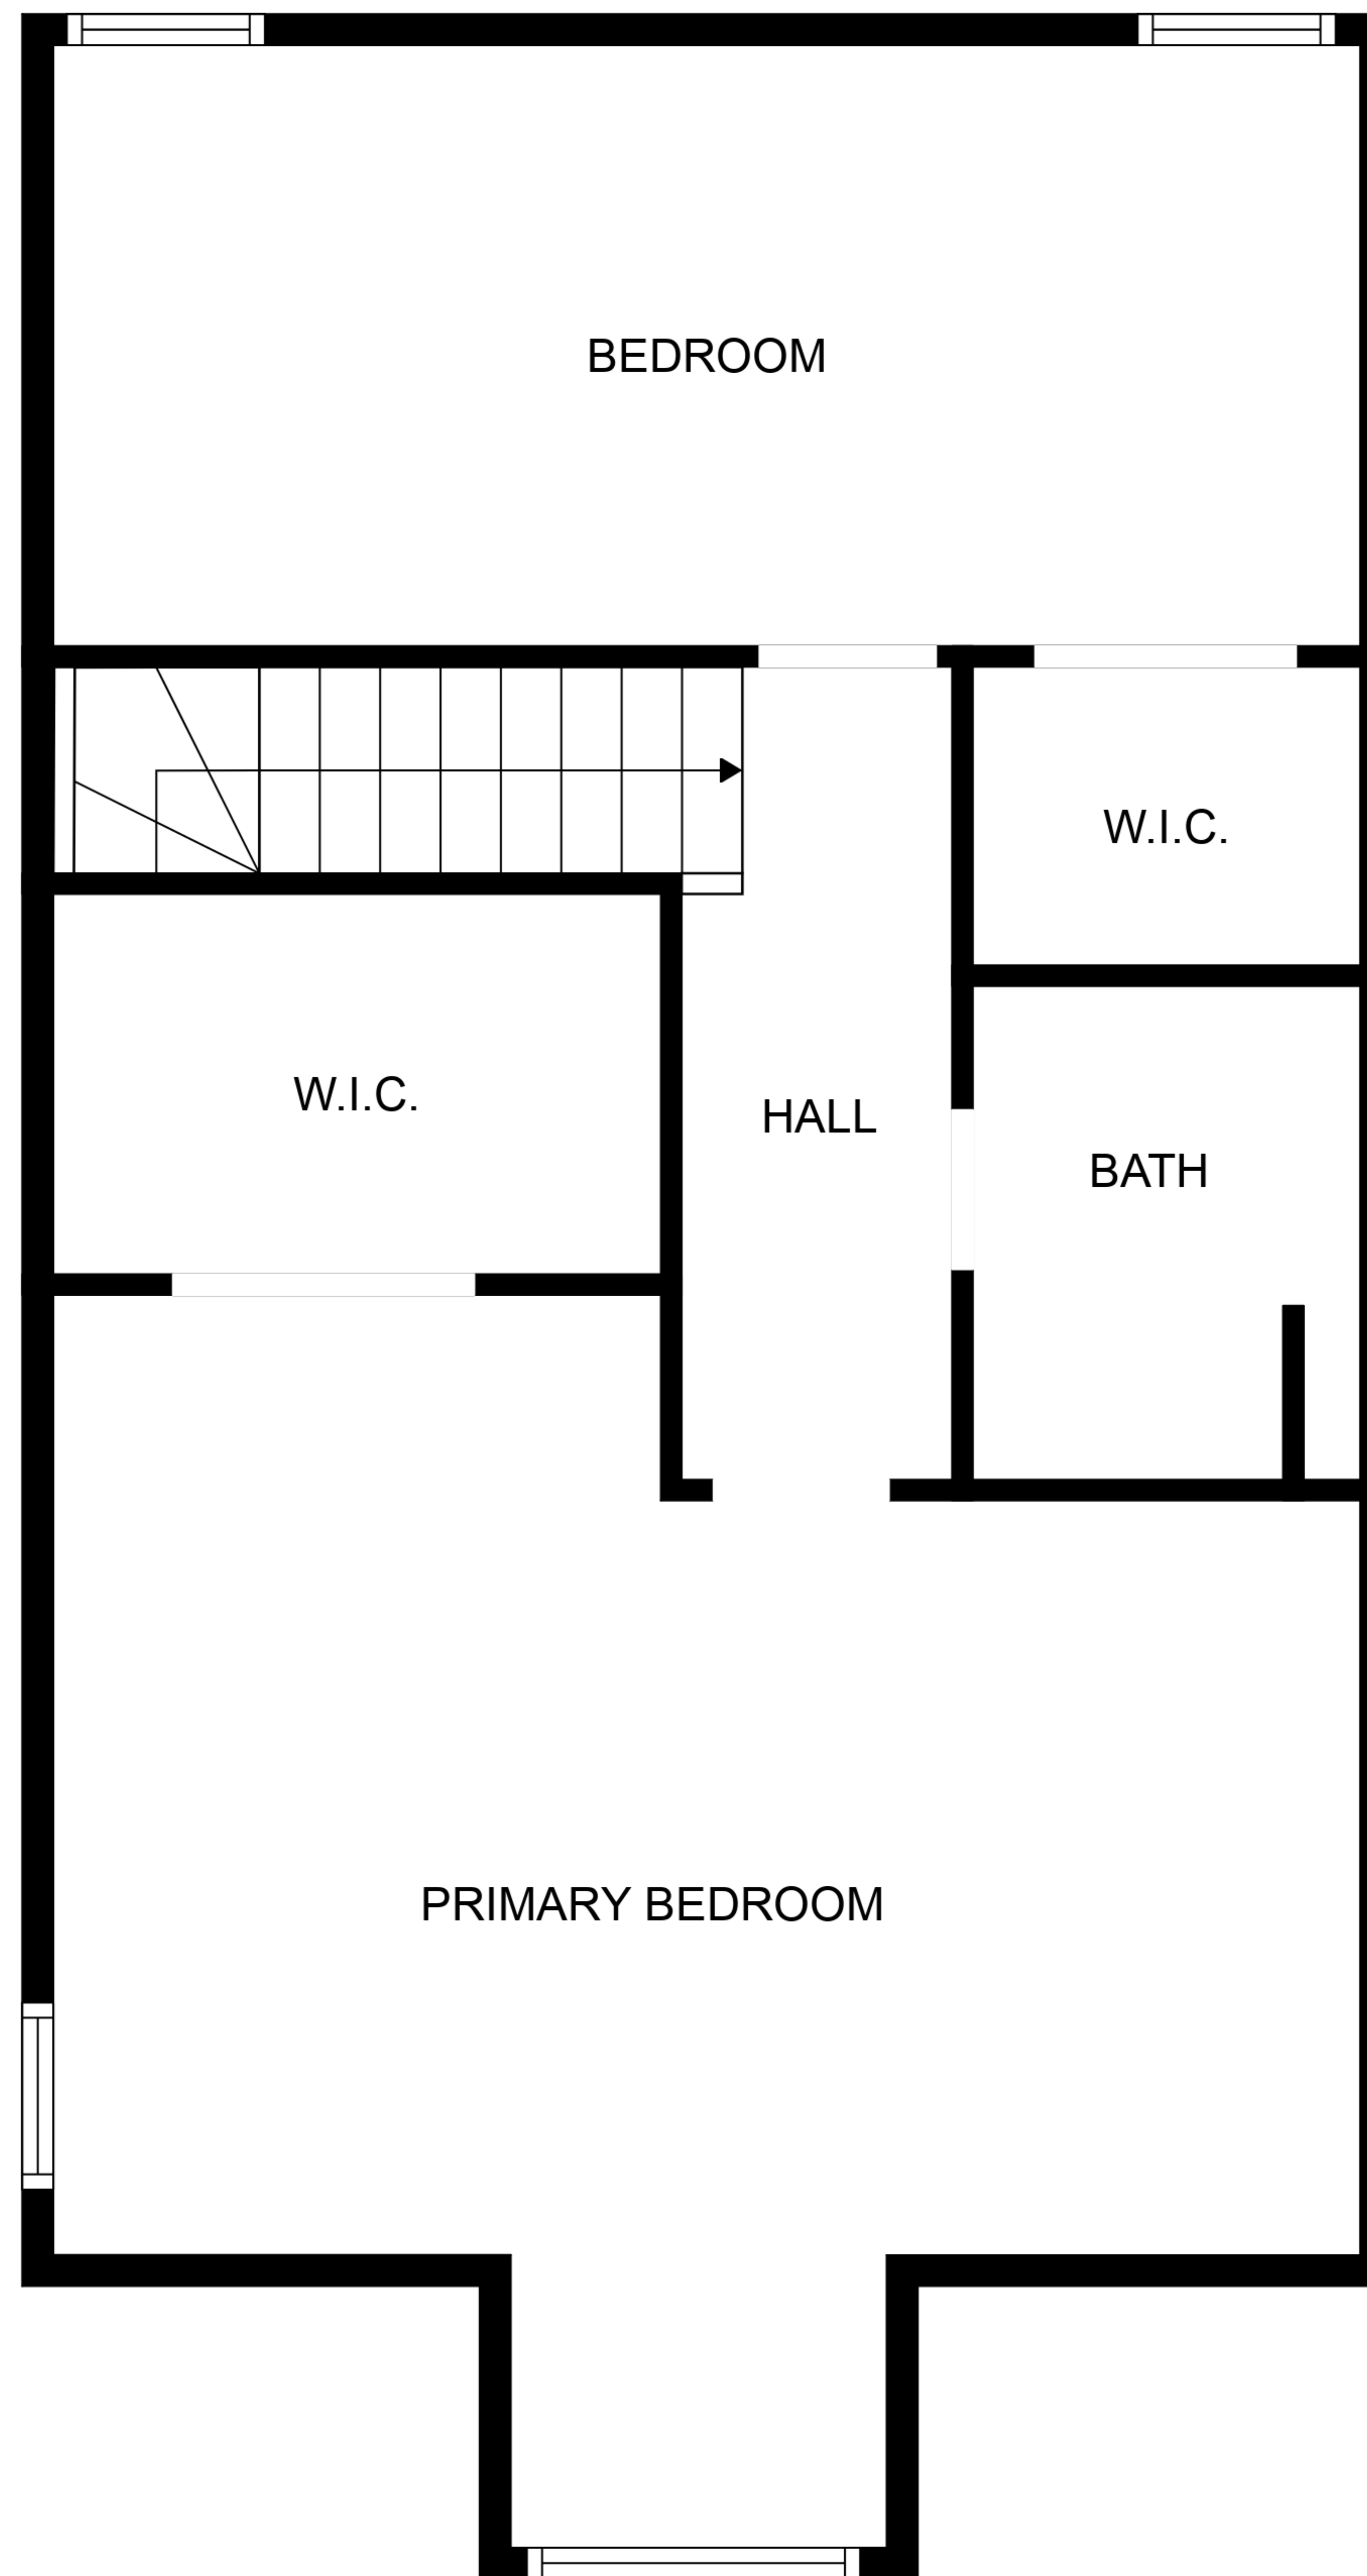 BEDROOM
W.I.C.
W.I.C.
HALL
BATH
PRIMARY BEDROOM